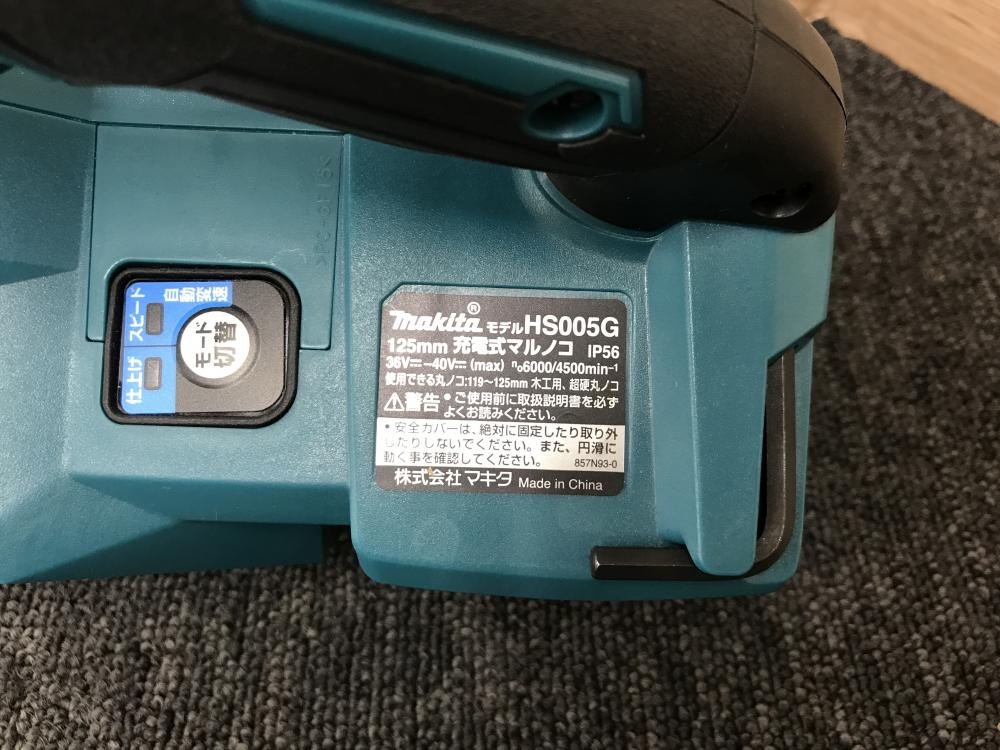 makita® モデル HS005G
125mm 充電式マルノコ IP56
36V⎓−40V⎓ (max) n₀6000/4500min⁻¹
使用できる丸ノコ:119〜125mm 木工用、超硬丸ノコ
⚠警告 • ご使用前に取扱説明書を必ず
よくお読みください。
• 安全カバーは、絶対に固定したり取り外
したりしないでください。また、円滑に
動く事を確認してください。 857N93-0
株式会社 マキタ Made in China
自動変速
スピード
仕上げ
モード
切替